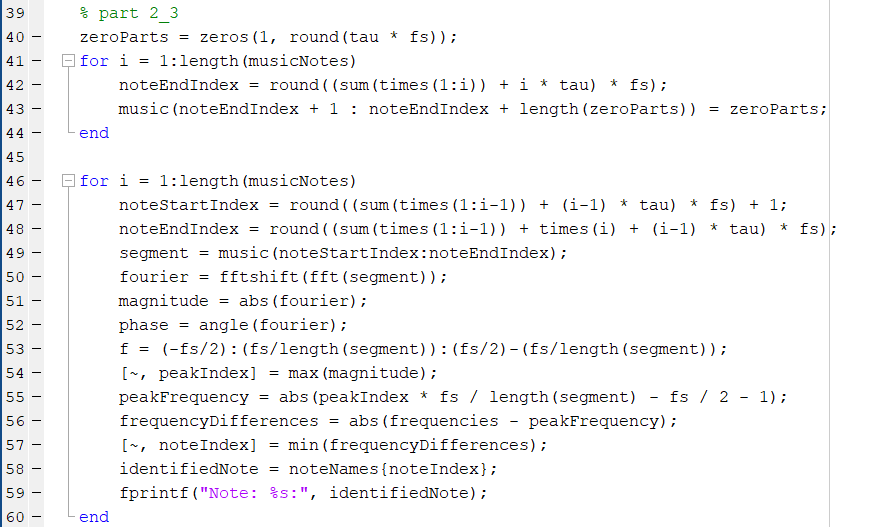 39 % part 2_3
40 - zeroParts = zeros(1, round(tau * fs));
41 - for i = 1:length(musicNotes)
42 - noteEndIndex = round((sum(times(1:i)) + i * tau) * fs);
43 - music(noteEndIndex + 1 : noteEndIndex + length(zeroParts)) = zeroParts;
44 - end
45
46 - for i = 1:length(musicNotes)
47 - noteStartIndex = round((sum(times(1:i-1)) + (i-1) * tau) * fs) + 1;
48 - noteEndIndex = round((sum(times(1:i-1)) + times(i) + (i-1) * tau) * fs);
49 - segment = music(noteStartIndex:noteEndIndex);
50 - fourier = fftshift(fft(segment));
51 - magnitude = abs(fourier);
52 - phase = angle(fourier);
53 - f = (-fs/2):(fs/length(segment)):(fs/2)-(fs/length(segment));
54 - [~, peakIndex] = max(magnitude);
55 - peakFrequency = abs(peakIndex * fs / length(segment) - fs / 2 - 1);
56 - frequencyDifferences = abs(frequencies - peakFrequency);
57 - [~, noteIndex] = min(frequencyDifferences);
58 - identifiedNote = noteNames{noteIndex};
59 - fprintf("Note: %s:", identifiedNote);
60 - end